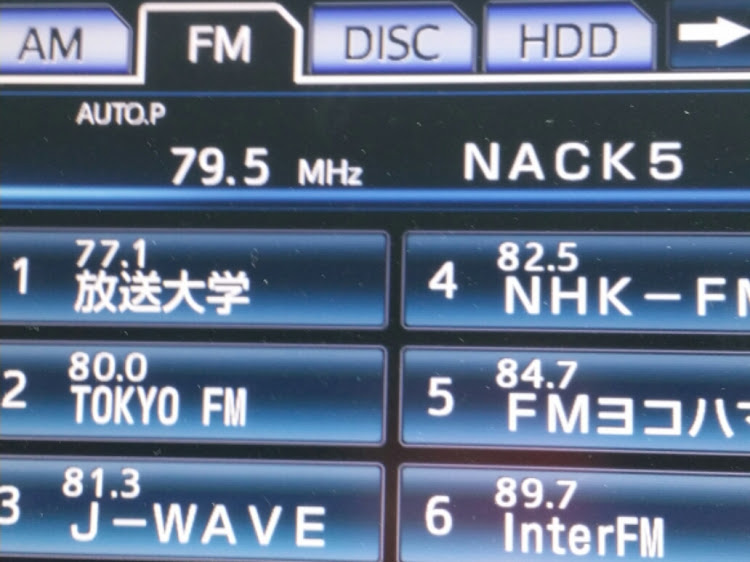 AM FM DISC HDD
AUTO.P
79.5 MHz NACK5
1 77.1
放送大学
2 80.0
TOKYO FM
3 81.3
J-WAVE
4 82.5
NHK-FM
5 84.7
FMヨコハマ
6 89.7
InterFM